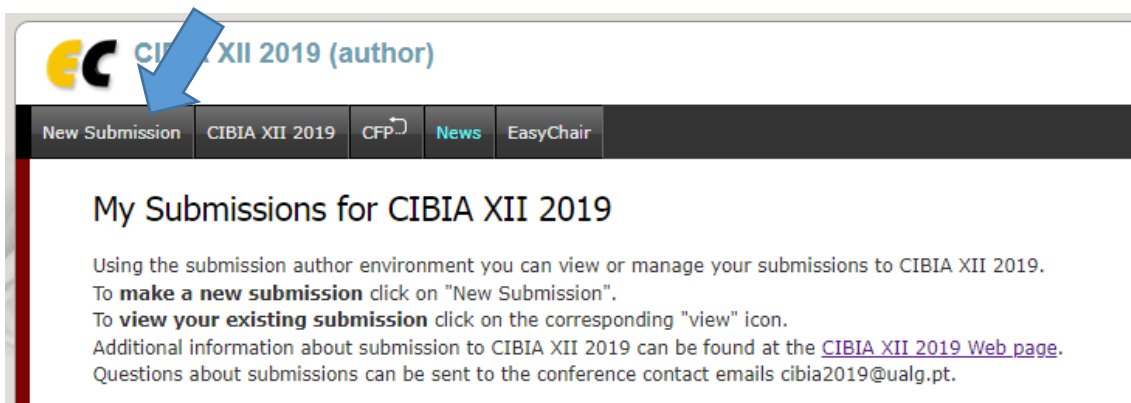 EC
XII 2019 (author)
New Submission CIBIA XII 2019 CFP News EasyChair
My Submissions for CIBIA XII 2019
Using the submission author environment you can view or manage your submissions to CIBIA XII 2019.
To make a new submission click on "New Submission".
To view your existing submission click on the corresponding "view" icon.
Additional information about submission to CIBIA XII 2019 can be found at the CIBIA XII 2019 Web page.
Questions about submissions can be sent to the conference contact emails cibia2019@ualg.pt.